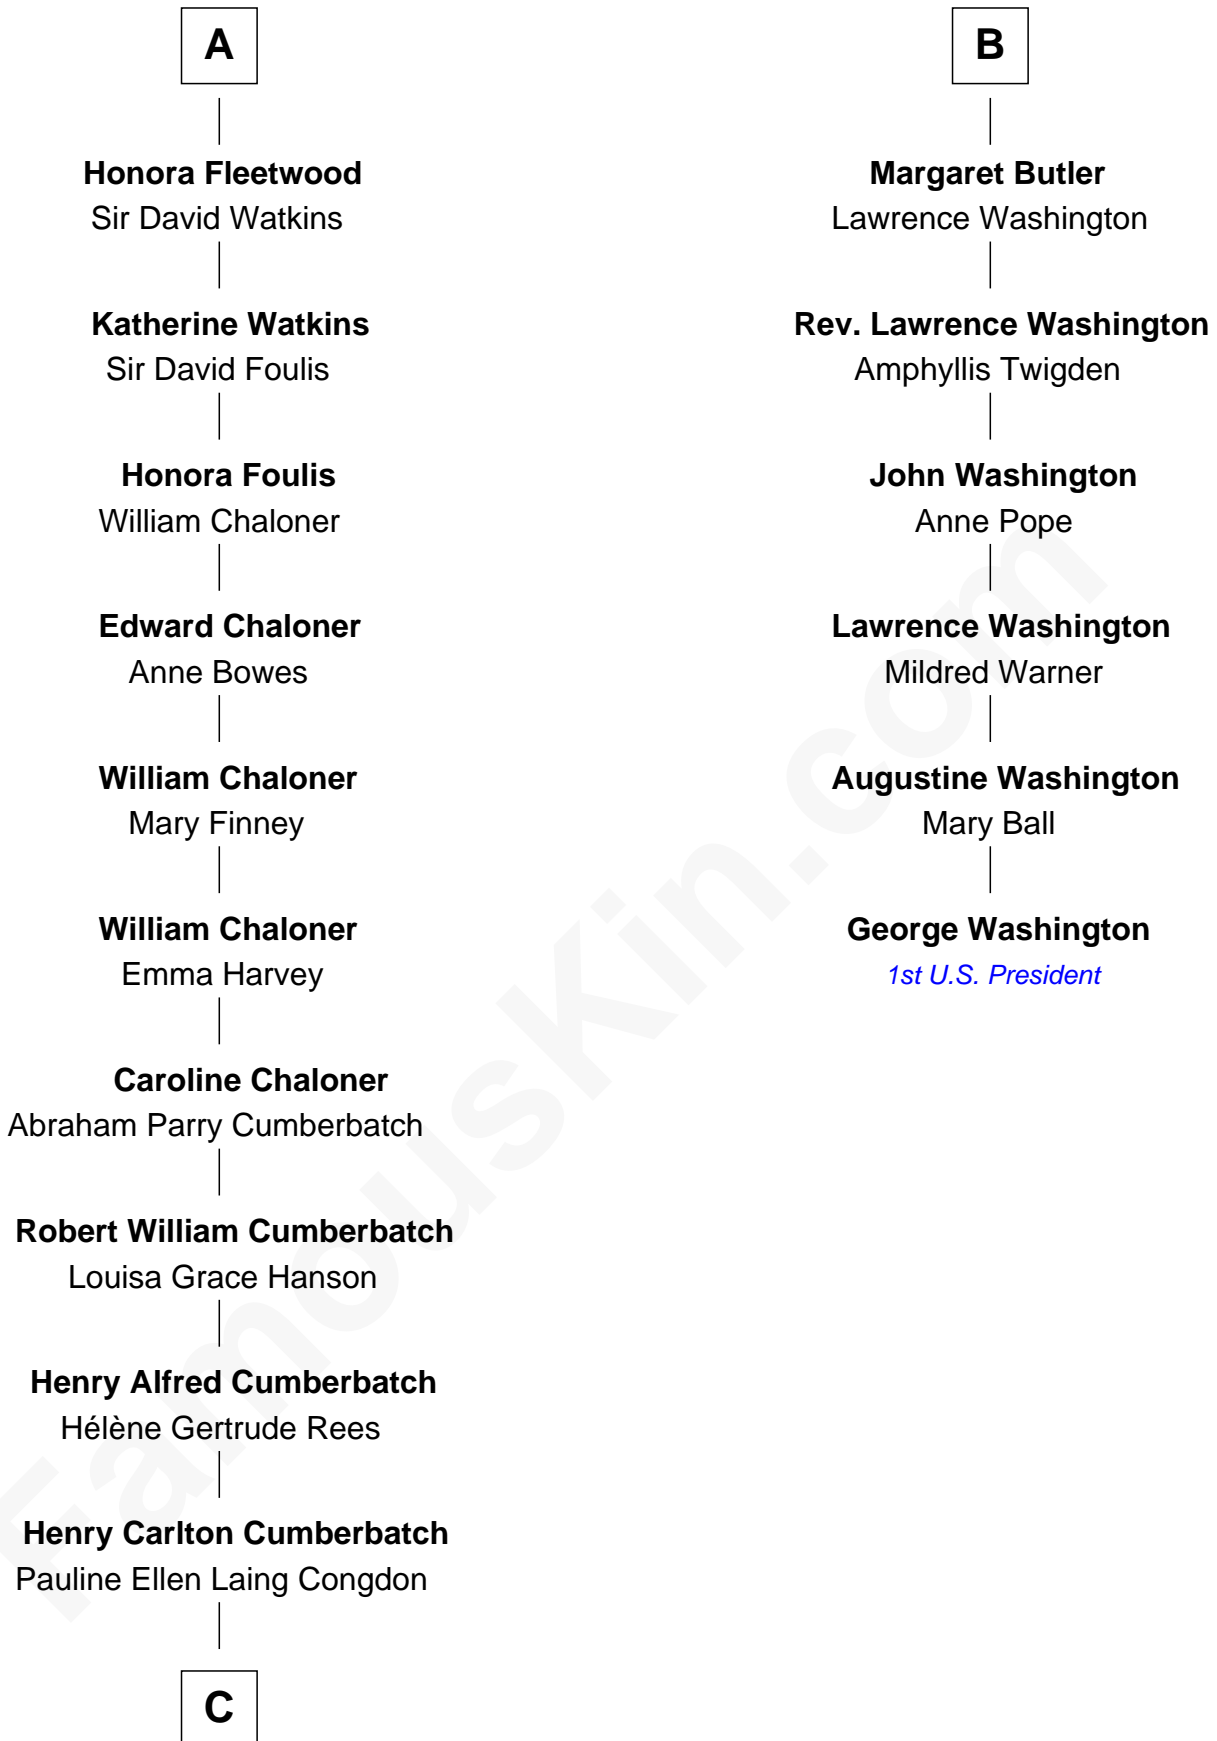 A
Honora Fleetwood
Sir David Watkins
Katherine Watkins
Sir David Foulis
Honora Foulis
William Chaloner
Edward Chaloner
Anne Bowes
William Chaloner
Mary Finney
William Chaloner
Emma Harvey
Caroline Chaloner
Abraham Parry Cumberbatch
Robert William Cumberbatch
Louisa Grace Hanson
Henry Alfred Cumberbatch
Hélène Gertrude Rees
Henry Carlton Cumberbatch
Pauline Ellen Laing Congdon
C
B
Margaret Butler
Lawrence Washington
Rev. Lawrence Washington
Amphyllis Twigden
John Washington
Anne Pope
Lawrence Washington
Mildred Warner
Augustine Washington
Mary Ball
George Washington
1st U.S. President
FamousKin.com